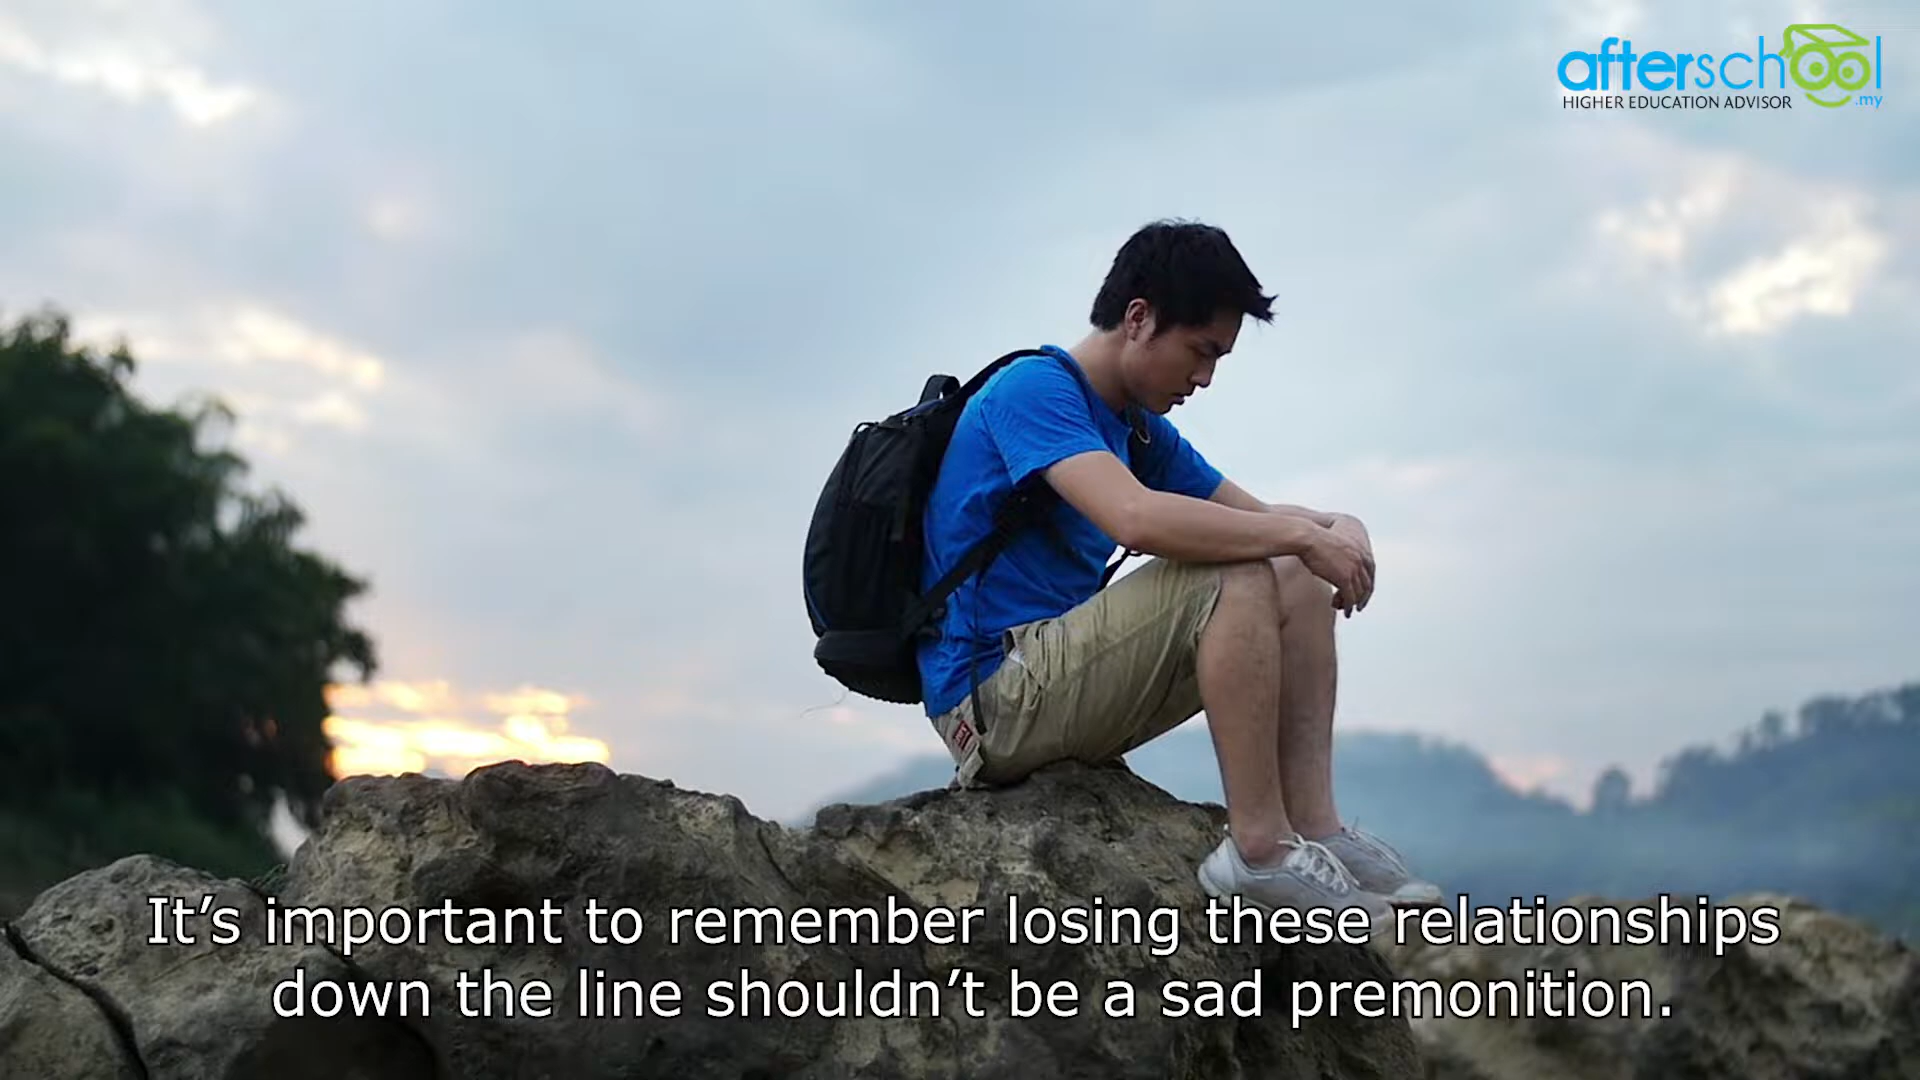 afterschool
HIGHER EDUCATION ADVISOR .my
It’s important to remember losing these relationships
down the line shouldn’t be a sad premonition.